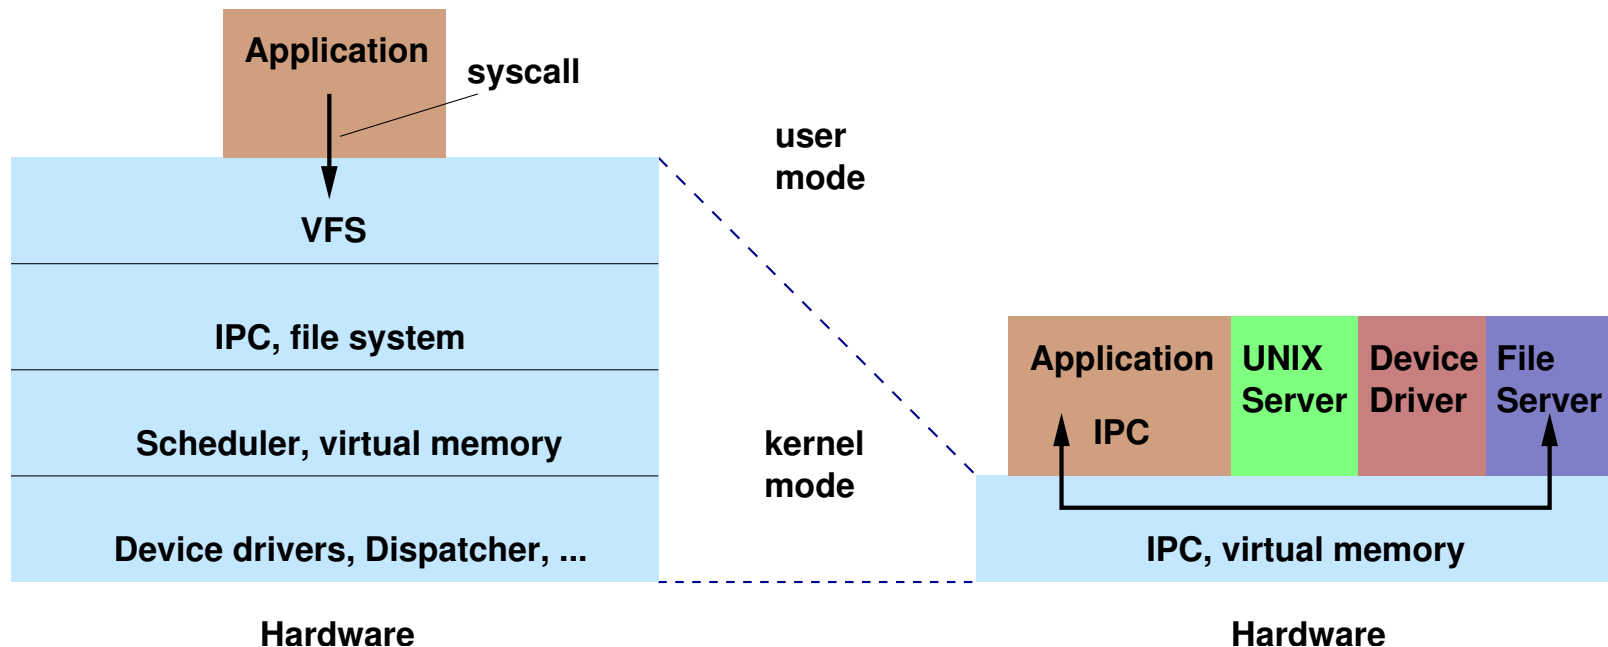 Application
syscall
VFS
IPC, file system
Scheduler, virtual memory
Device drivers, Dispatcher, ...
Hardware
user
mode
kernel
mode
Application
IPC
UNIX
Server
Device
Driver
File
Server
IPC, virtual memory
Hardware